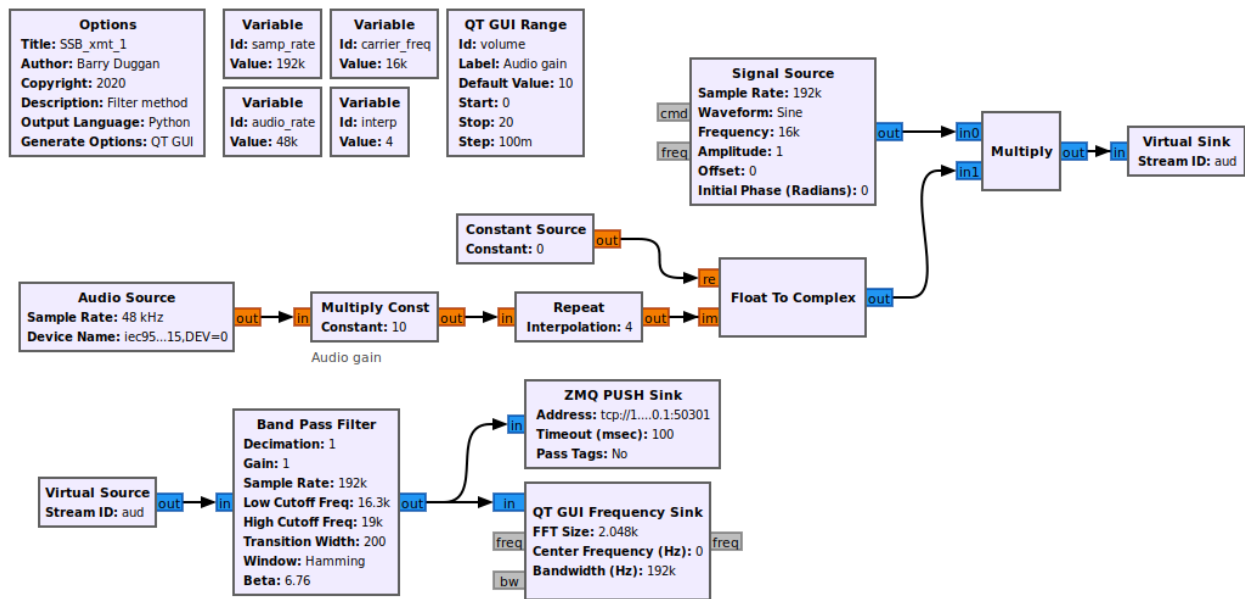 Options
Title: SSB_xmt_1
Author: Barry Duggan
Copyright: 2020
Description: Filter method
Output Language: Python
Generate Options: QT GUI
Variable
Id: samp_rate
Value: 192k
Variable
Id: carrier_freq
Value: 16k
Variable
Id: audio_rate
Value: 48k
Variable
Id: interp
Value: 4
QT GUI Range
Id: volume
Label: Audio gain
Default Value: 10
Start: 0
Stop: 20
Step: 100m
Signal Source
Sample Rate: 192k
Waveform: Sine
Frequency: 16k
Amplitude: 1
Offset: 0
Initial Phase (Radians): 0
cmd
freq
out
in0
in1
Multiply
out
in
Virtual Sink
Stream ID: aud
Constant Source
Constant: 0
out
Audio Source
Sample Rate: 48 kHz
Device Name: iec95...15,DEV=0
out
in
Multiply Const
Constant: 10
out
Audio gain
in
Repeat
Interpolation: 4
out
re
im
Float To Complex
out
Virtual Source
Stream ID: aud
out
in
Band Pass Filter
Decimation: 1
Gain: 1
Sample Rate: 192k
Low Cutoff Freq: 16.3k
High Cutoff Freq: 19k
Transition Width: 200
Window: Hamming
Beta: 6.76
out
in
ZMQ PUSH Sink
Address: tcp://1....0.1:50301
Timeout (msec): 100
Pass Tags: No
in
freq
bw
QT GUI Frequency Sink
FFT Size: 2.048k
Center Frequency (Hz): 0
Bandwidth (Hz): 192k
freq